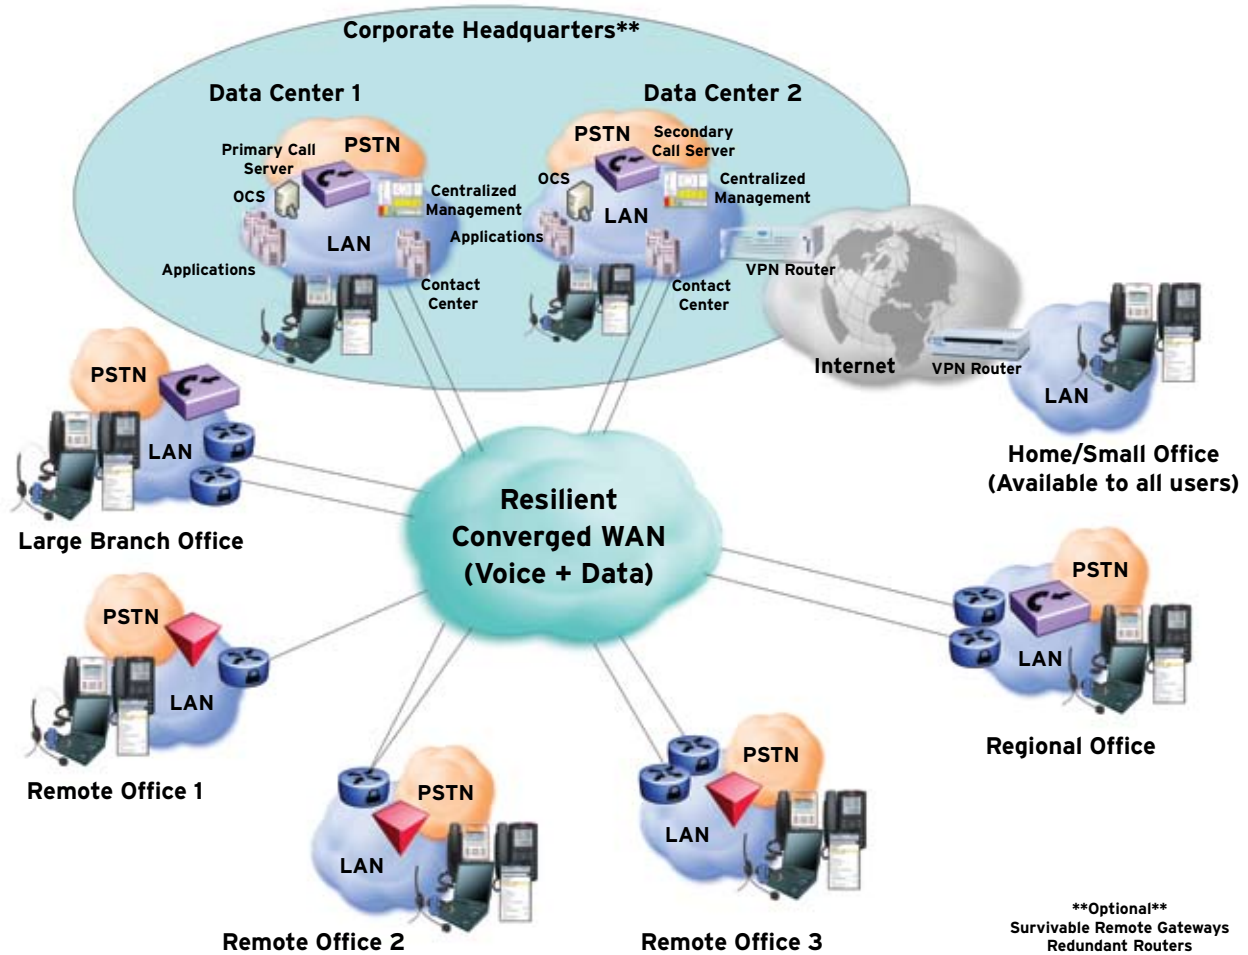 Corporate Headquarters**
Data Center 1
Data Center 2
PSTN
Primary Call
Server
OCS
Centralized
Management
LAN
Applications
Contact
Center
PSTN
Secondary
Call Server
OCS
Centralized
Management
LAN
Applications
Contact
Center
VPN Router
Internet
VPN Router
LAN
Home/Small Office
(Available to all users)
PSTN
LAN
Large Branch Office
Resilient
Converged WAN
(Voice + Data)
PSTN
LAN
Regional Office
PSTN
LAN
Remote Office 1
PSTN
LAN
Remote Office 2
PSTN
LAN
Remote Office 3
**Optional**
Survivable Remote Gateways
Redundant Routers